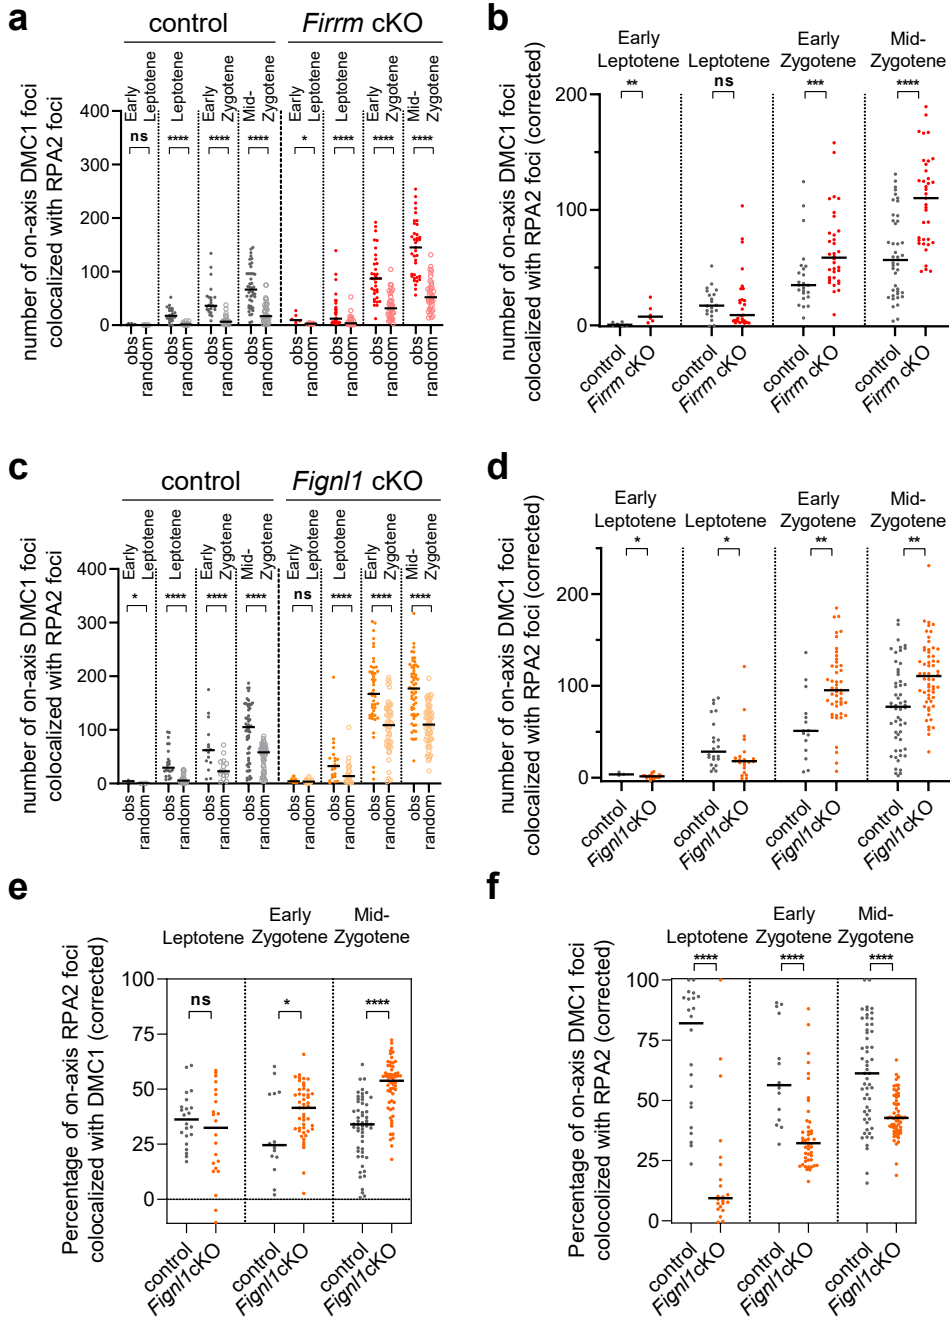 a
control
Firrm cKO
number of on-axis DMC1 foci
colocalized with RPA2 foci
Early
Leptotene
Leptotene
Early
Zygotene
Mid-
Zygotene
Early
Leptotene
Leptotene
Early
Zygotene
Mid-
Zygotene
ns
****
****
****
*
****
****
****
400
300
200
100
0
obs
random
obs
random
obs
random
obs
random
obs
random
obs
random
obs
random
obs
random
b
number of on-axis DMC1 foci
colocalized with RPA2 foci (corrected)
Early
Leptotene
Leptotene
Early
Zygotene
Mid-
Zygotene
**
ns
***
****
200
100
0
control
Firrm cKO
control
Firrm cKO
control
Firrm cKO
control
Firrm cKO
c
control
Fignl1 cKO
number of on-axis DMC1 foci
colocalized with RPA2 foci
Early
Leptotene
Leptotene
Early
Zygotene
Mid-
Zygotene
Early
Leptotene
Leptotene
Early
Zygotene
Mid-
Zygotene
*
****
****
****
ns
****
****
****
400
300
200
100
0
obs
random
obs
random
obs
random
obs
random
obs
random
obs
random
obs
random
obs
random
d
number of on-axis DMC1 foci
colocalized with RPA2 foci (corrected)
Early
Leptotene
Leptotene
Early
Zygotene
Mid-
Zygotene
*
*
**
**
200
100
0
control
Fignl1cKO
control
Fignl1cKO
control
Fignl1cKO
control
Fignl1cKO
e
Percentage of on-axis RPA2 foci
colocalized with DMC1 (corrected)
Leptotene
Early
Zygotene
Mid-
Zygotene
ns
*
****
100
75
50
25
0
control
Fignl1cKO
control
Fignl1cKO
control
Fignl1cKO
f
Percentage of on-axis DMC1 foci
colocolized with RPA2 (corrected)
Leptotene
Early
Zygotene
Mid-
Zygotene
****
****
****
100
75
50
25
0
control
Fignl1cKO
control
Fignl1cKO
control
Fignl1cKO